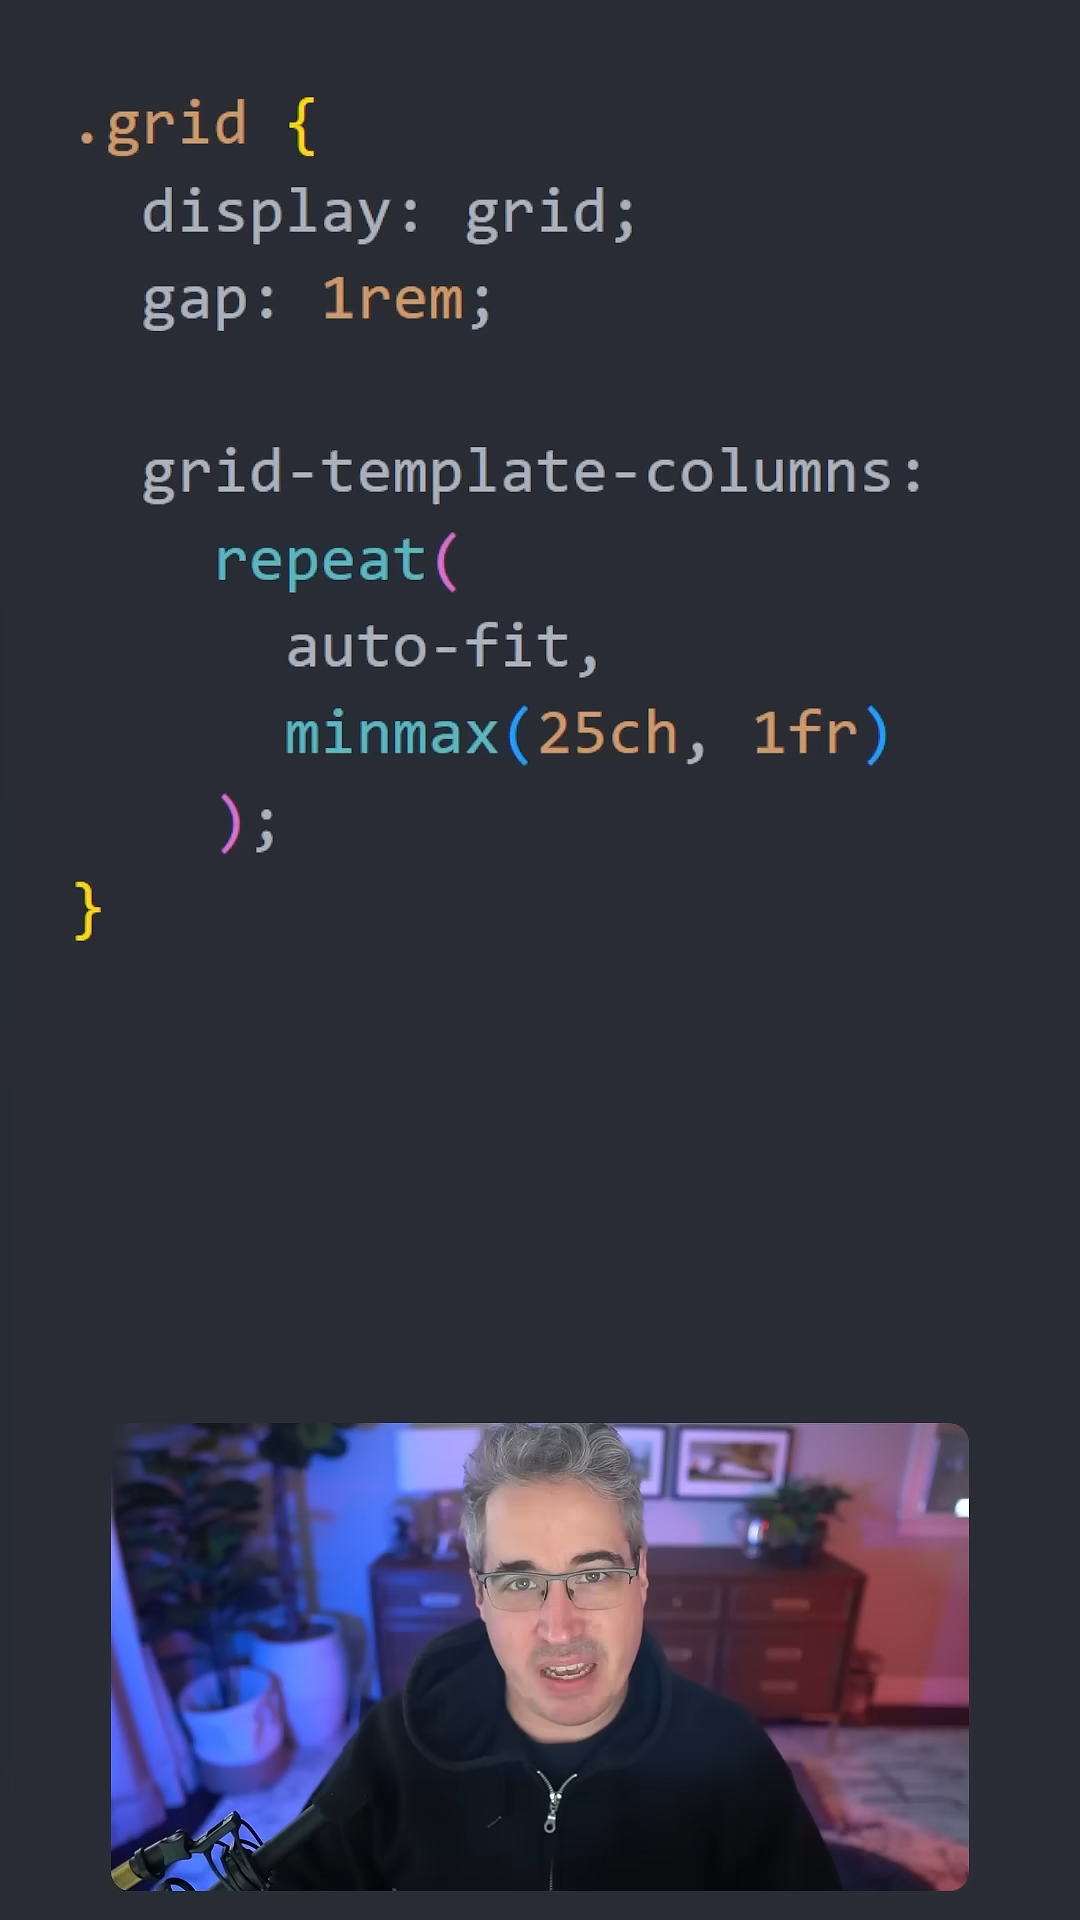 .grid {
display: grid;
gap: 1rem;
grid-template-columns:
repeat(
auto-fit,
minmax(25ch, 1fr)
);
}